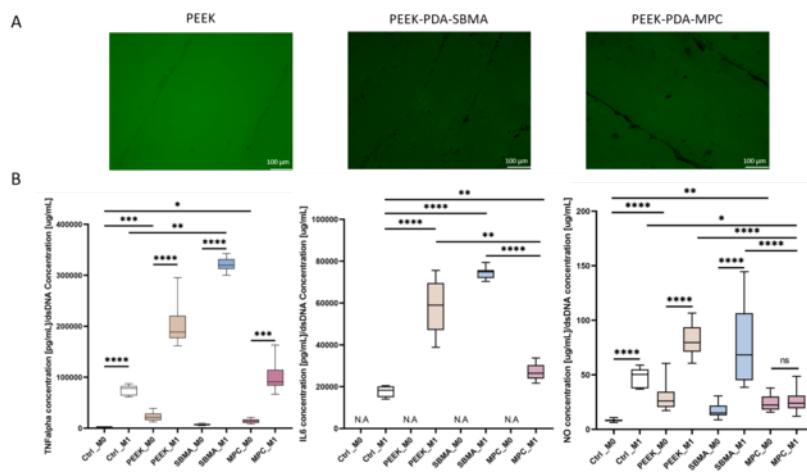 A
PEEK
PEEK-PDA-SBMA
PEEK-PDA-MPC
100 µm
100 µm
100 µm
B
TNFalpha concentration [pg/mL]/dsDNA Concentration [ug/mL]
400000
300000
200000
100000
0
*
***
**
****
****
****
***
Ctrl_M0
Ctrl_M1
PEEK_M0
PEEK_M1
SBMA_M0
SBMA_M1
MPC_M0
MPC_M1
IL6 concentration [pg/mL]/dsDNA Concentration [ug/mL]
100000
80000
60000
40000
20000
0
**
****
****
**
****
N.A
N.A
N.A
N.A
Ctrl_M0
Ctrl_M1
PEEK_M0
PEEK_M1
SBMA_M0
SBMA_M1
MPC_M0
MPC_M1
NO concentration [ug/mL]/dsDNA Concentration [ug/mL]
200
150
100
50
0
**
****
*
****
****
****
****
****
ns
Ctrl_M0
Ctrl_M1
PEEK_M0
PEEK_M1
SBMA_M0
SBMA_M1
MPC_M0
MPC_M1